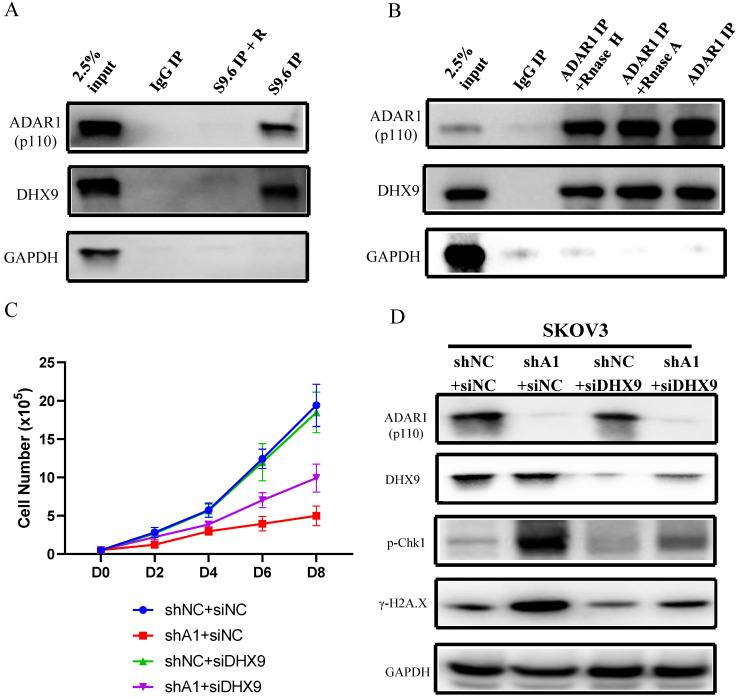 A
2.5%
input
IgG IP
S9.6 IP + R
S9.6 IP
ADAR1
(p110)
DHX9
GAPDH
B
2.5%
input
IgG IP
ADAR1 IP
+Rnase H
ADAR1 IP
+Rnase A
ADAR1 IP
ADAR1
(p110)
DHX9
GAPDH
C
Cell Number (x10⁵)
25
20
15
10
5
0
D0 D2 D4 D6 D8
shNC+siNC
shA1+siNC
shNC+siDHX9
shA1+siDHX9
D
SKOV3
shNC shA1 shNC shA1
+siNC +siNC +siDHX9 +siDHX9
ADAR1
(p110)
DHX9
p-Chk1
γ-H2A.X
GAPDH